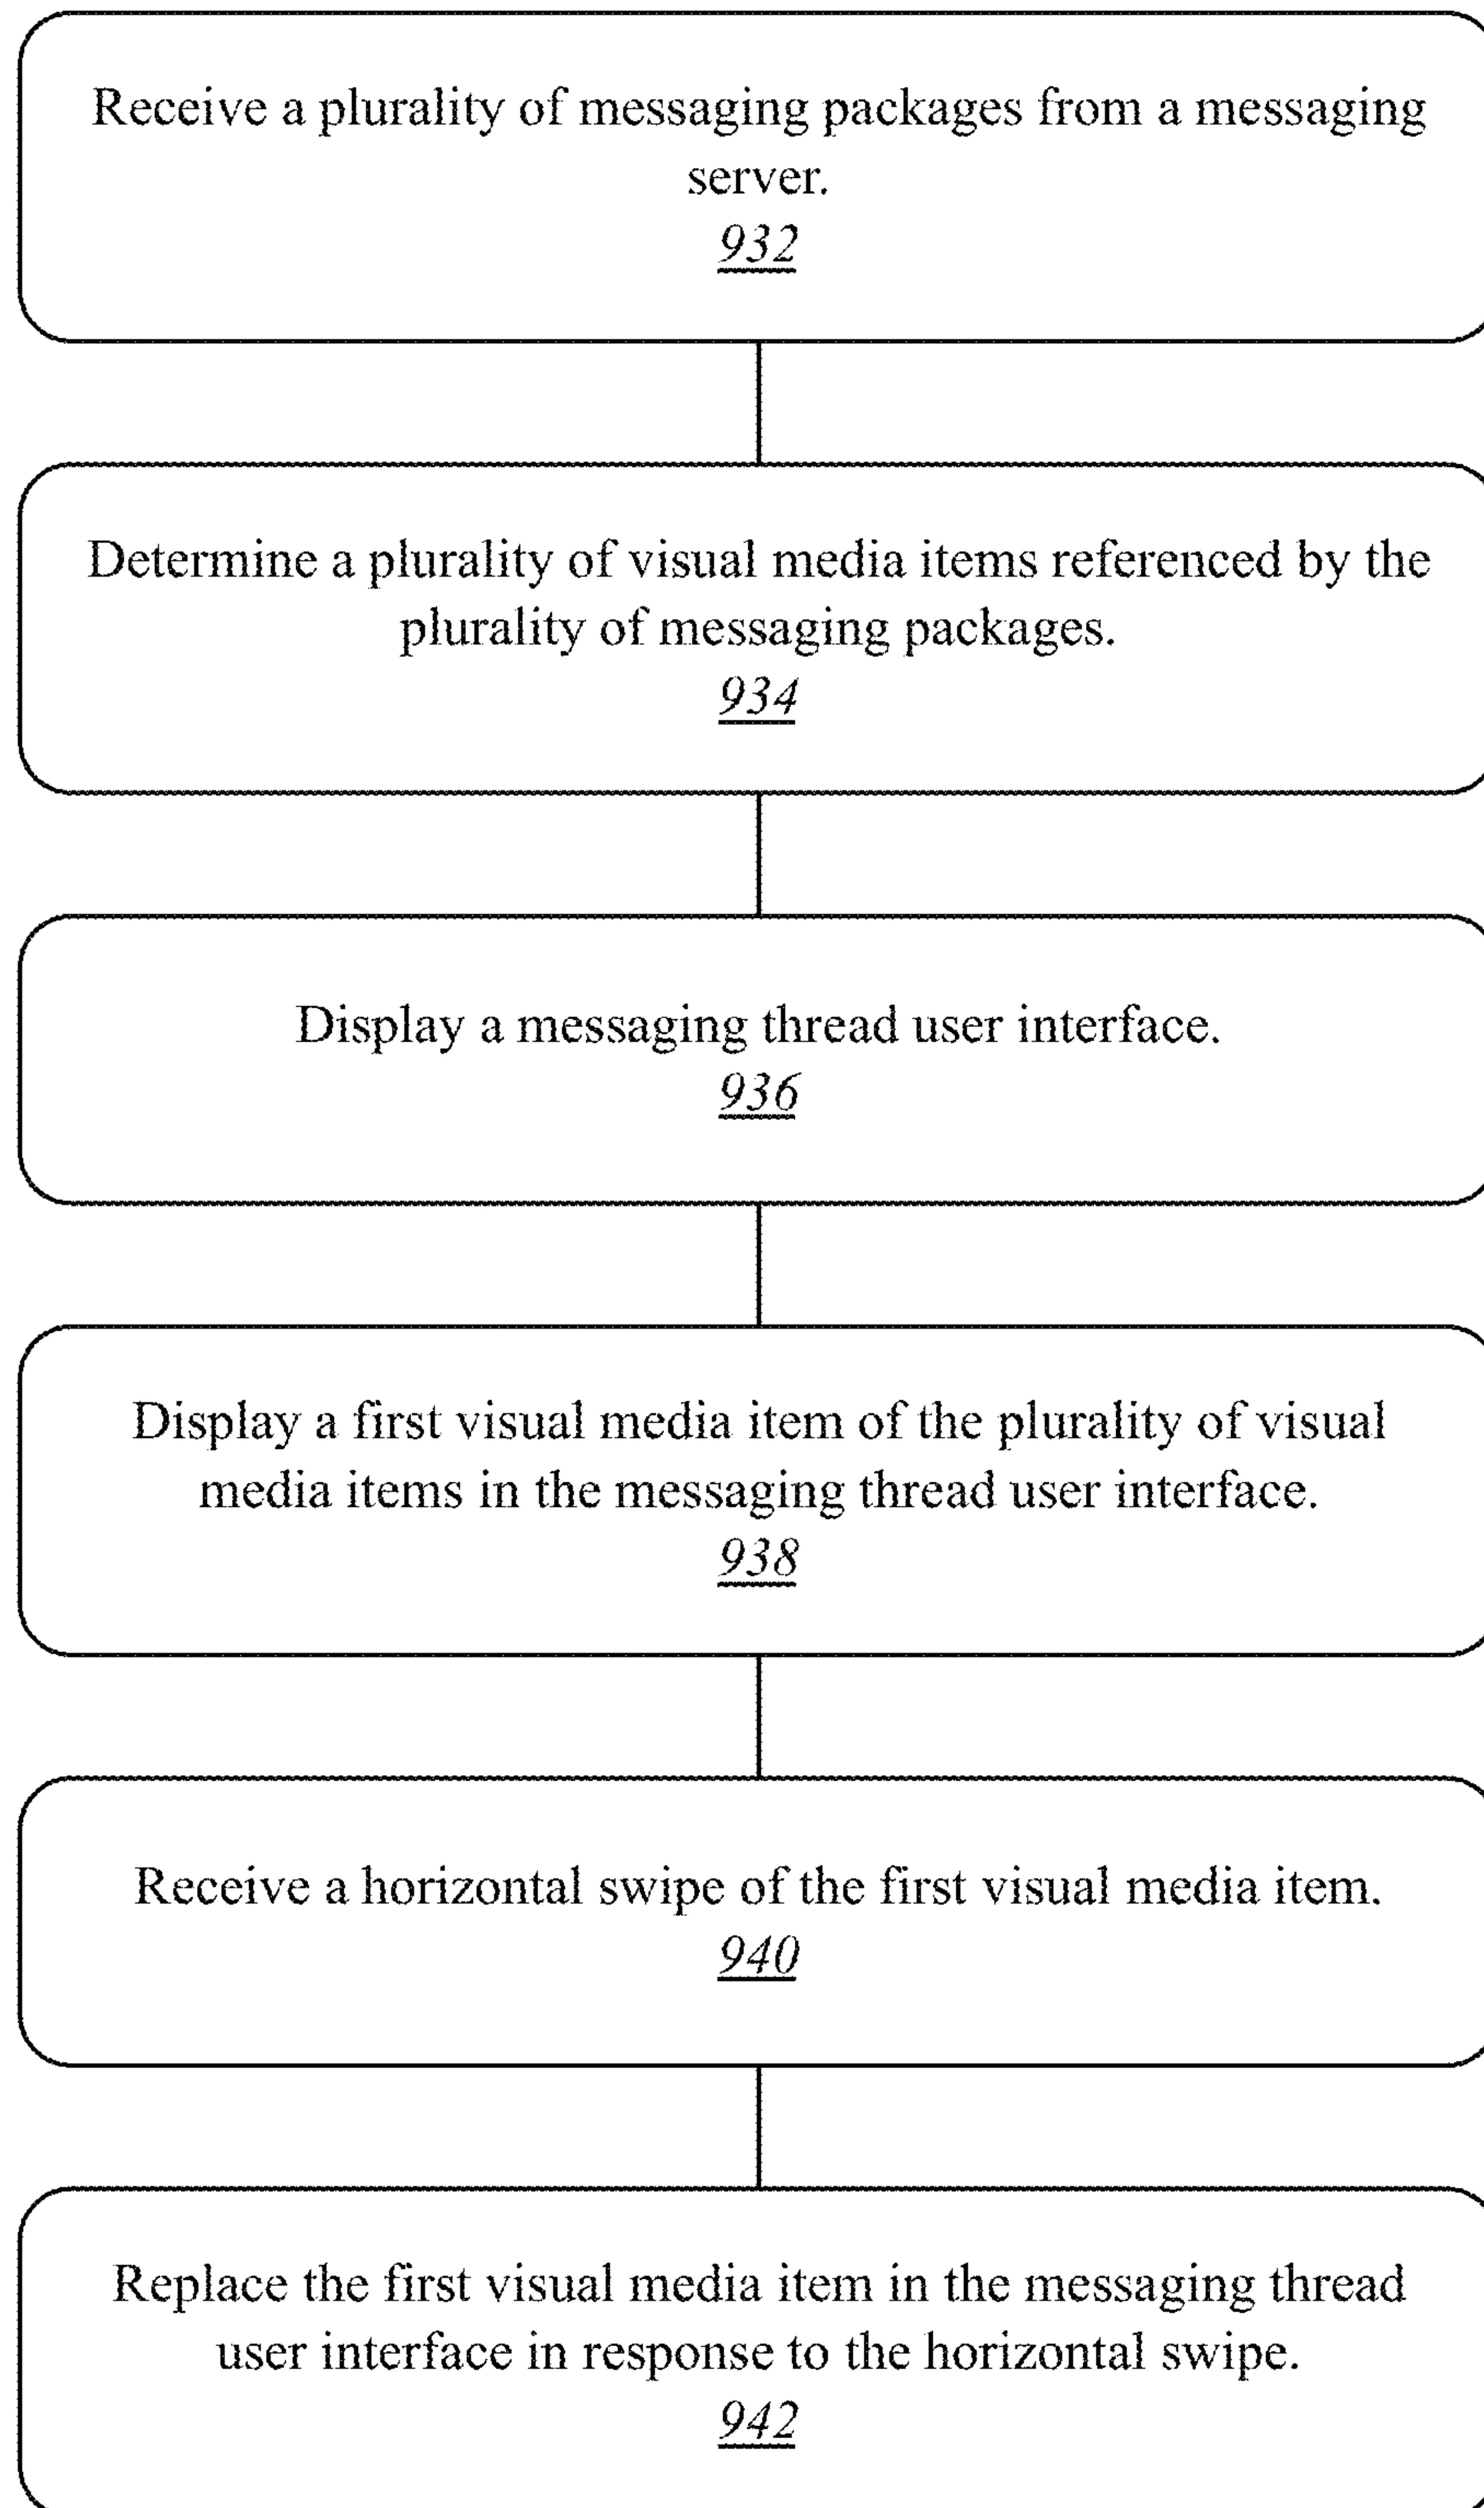 Receive a plurality of messaging packages from a messaging
server.
932
Determine a plurality of visual media items referenced by the
plurality of messaging packages.
934
Display a messaging thread user interface.
936
Display a first visual media item of the plurality of visual
media items in the messaging thread user interface.
938
Receive a horizontal swipe of the first visual media item.
940
Replace the first visual media item in the messaging thread
user interface in response to the horizontal swipe.
942